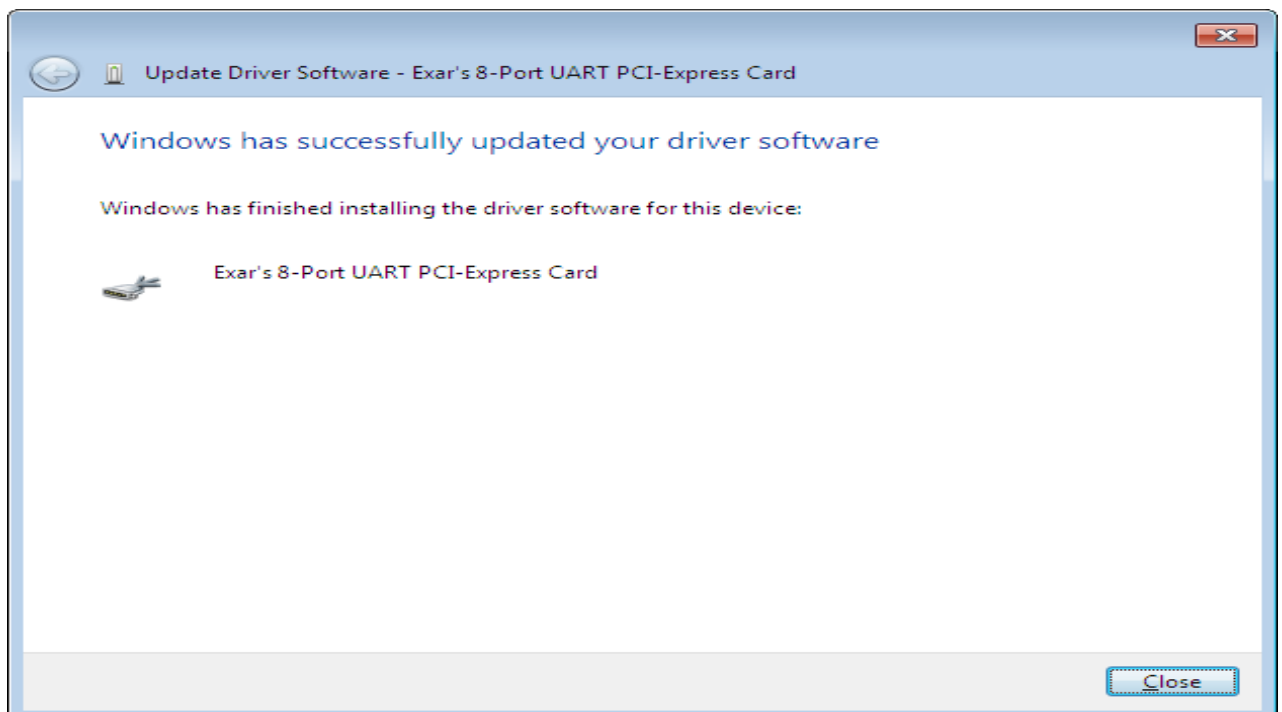 Update Driver Software - Exar's 8-Port UART PCI-Express Card
Windows has successfully updated your driver software
Windows has finished installing the driver software for this device:
Exar's 8-Port UART PCI-Express Card
Close